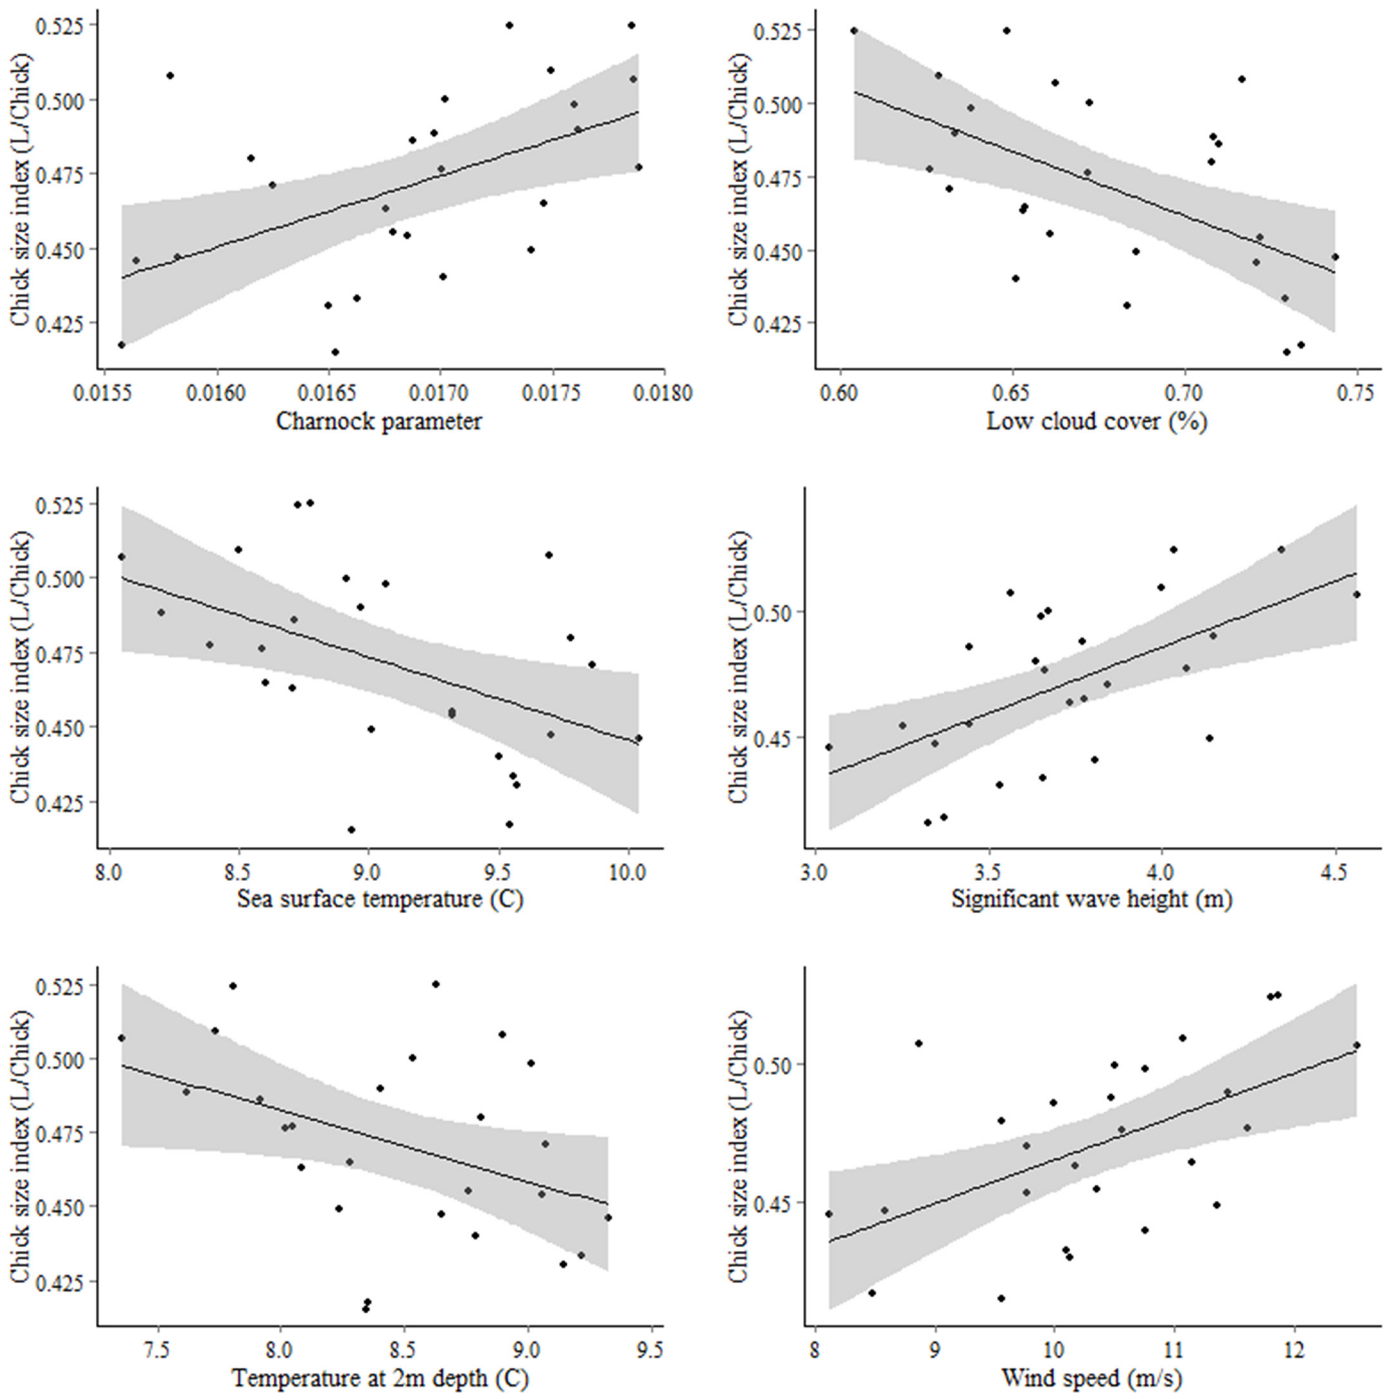 Chick size index (L/Chick)
0.525
0.500
0.475
0.450
0.425
0.0155 0.0160 0.0165 0.0170 0.0175 0.0180
Charnock parameter
Chick size index (L/Chick)
0.525
0.500
0.475
0.450
0.425
0.60 0.65 0.70 0.75
Low cloud cover (%)
Chick size index (L/Chick)
0.525
0.500
0.475
0.450
0.425
8.0 8.5 9.0 9.5 10.0
Sea surface temperature (C)
Chick size index (L/Chick)
0.50
0.45
3.0 3.5 4.0 4.5
Significant wave height (m)
Chick size index (L/Chick)
0.525
0.500
0.475
0.450
0.425
7.5 8.0 8.5 9.0 9.5
Temperature at 2m depth (C)
Chick size index (L/Chick)
0.50
0.45
8 9 10 11 12
Wind speed (m/s)